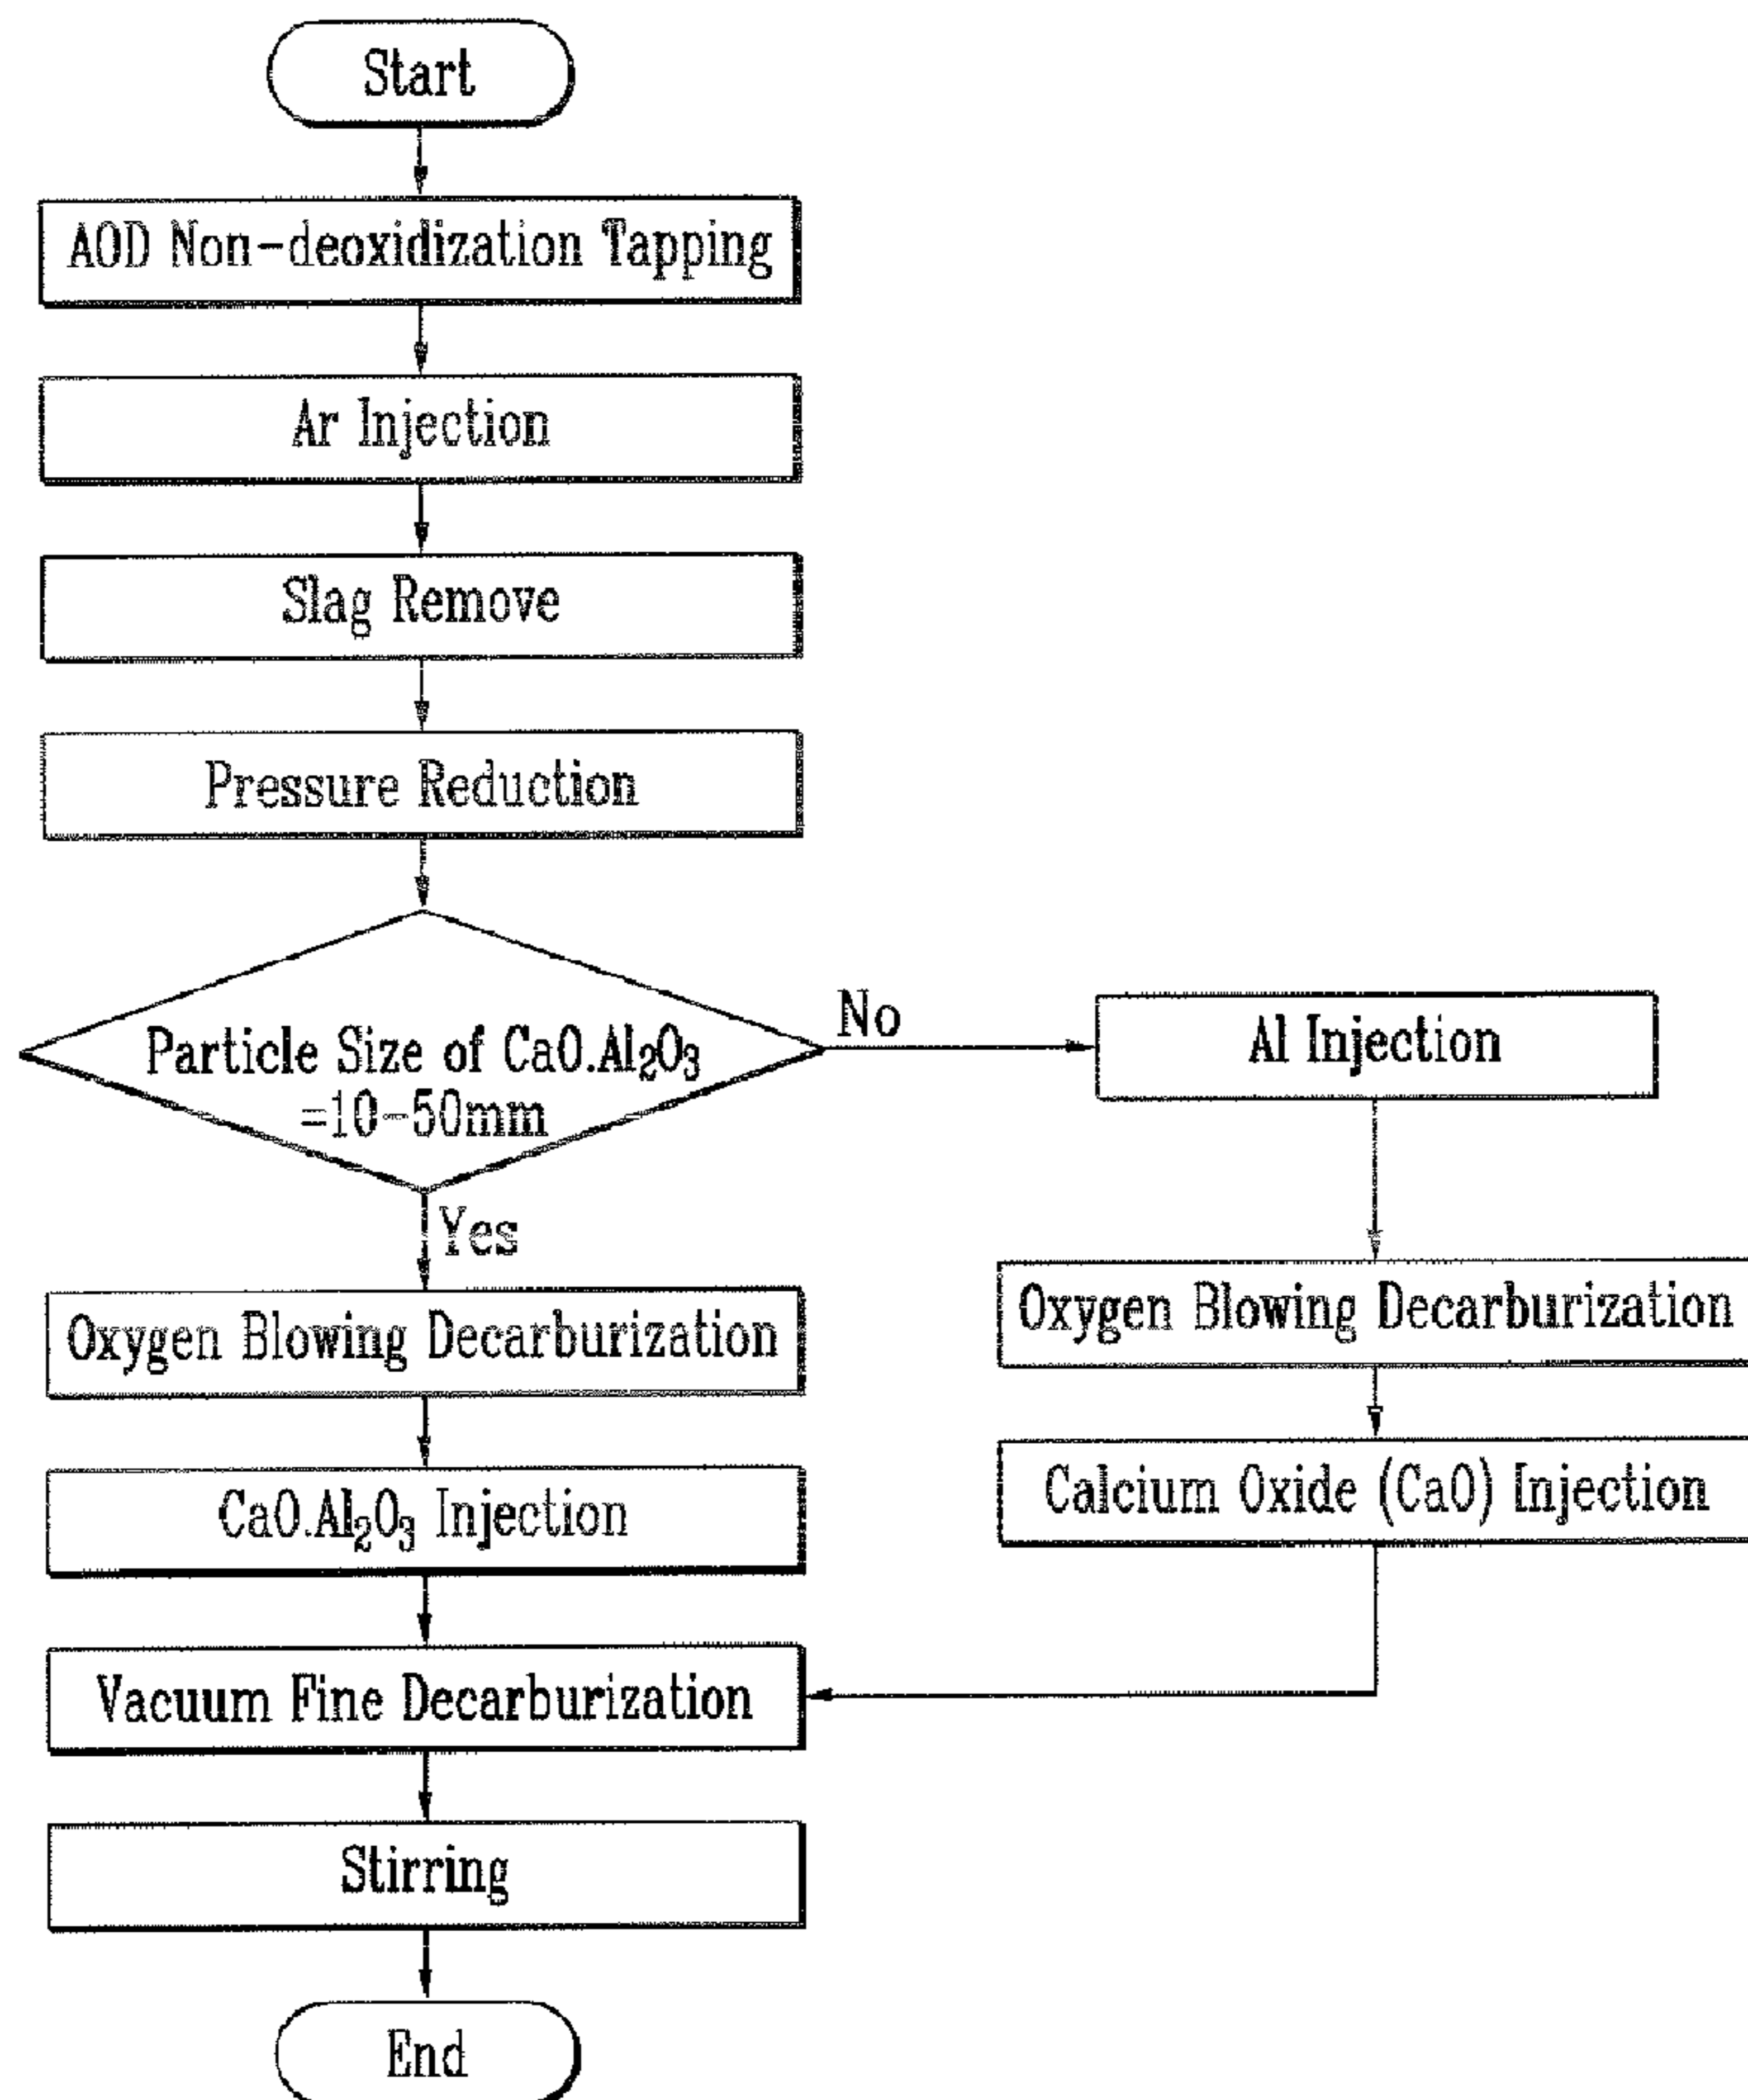 Start
AOD Non-deoxidization Tapping
Ar Injection
Slag Remove
Pressure Reduction
Particle Size of CaO.Al₂O₃
=10-50mm
No
Al Injection
Yes
Oxygen Blowing Decarburization
Oxygen Blowing Decarburization
CaO.Al₂O₃ Injection
Calcium Oxide (CaO) Injection
Vacuum Fine Decarburization
Stirring
End